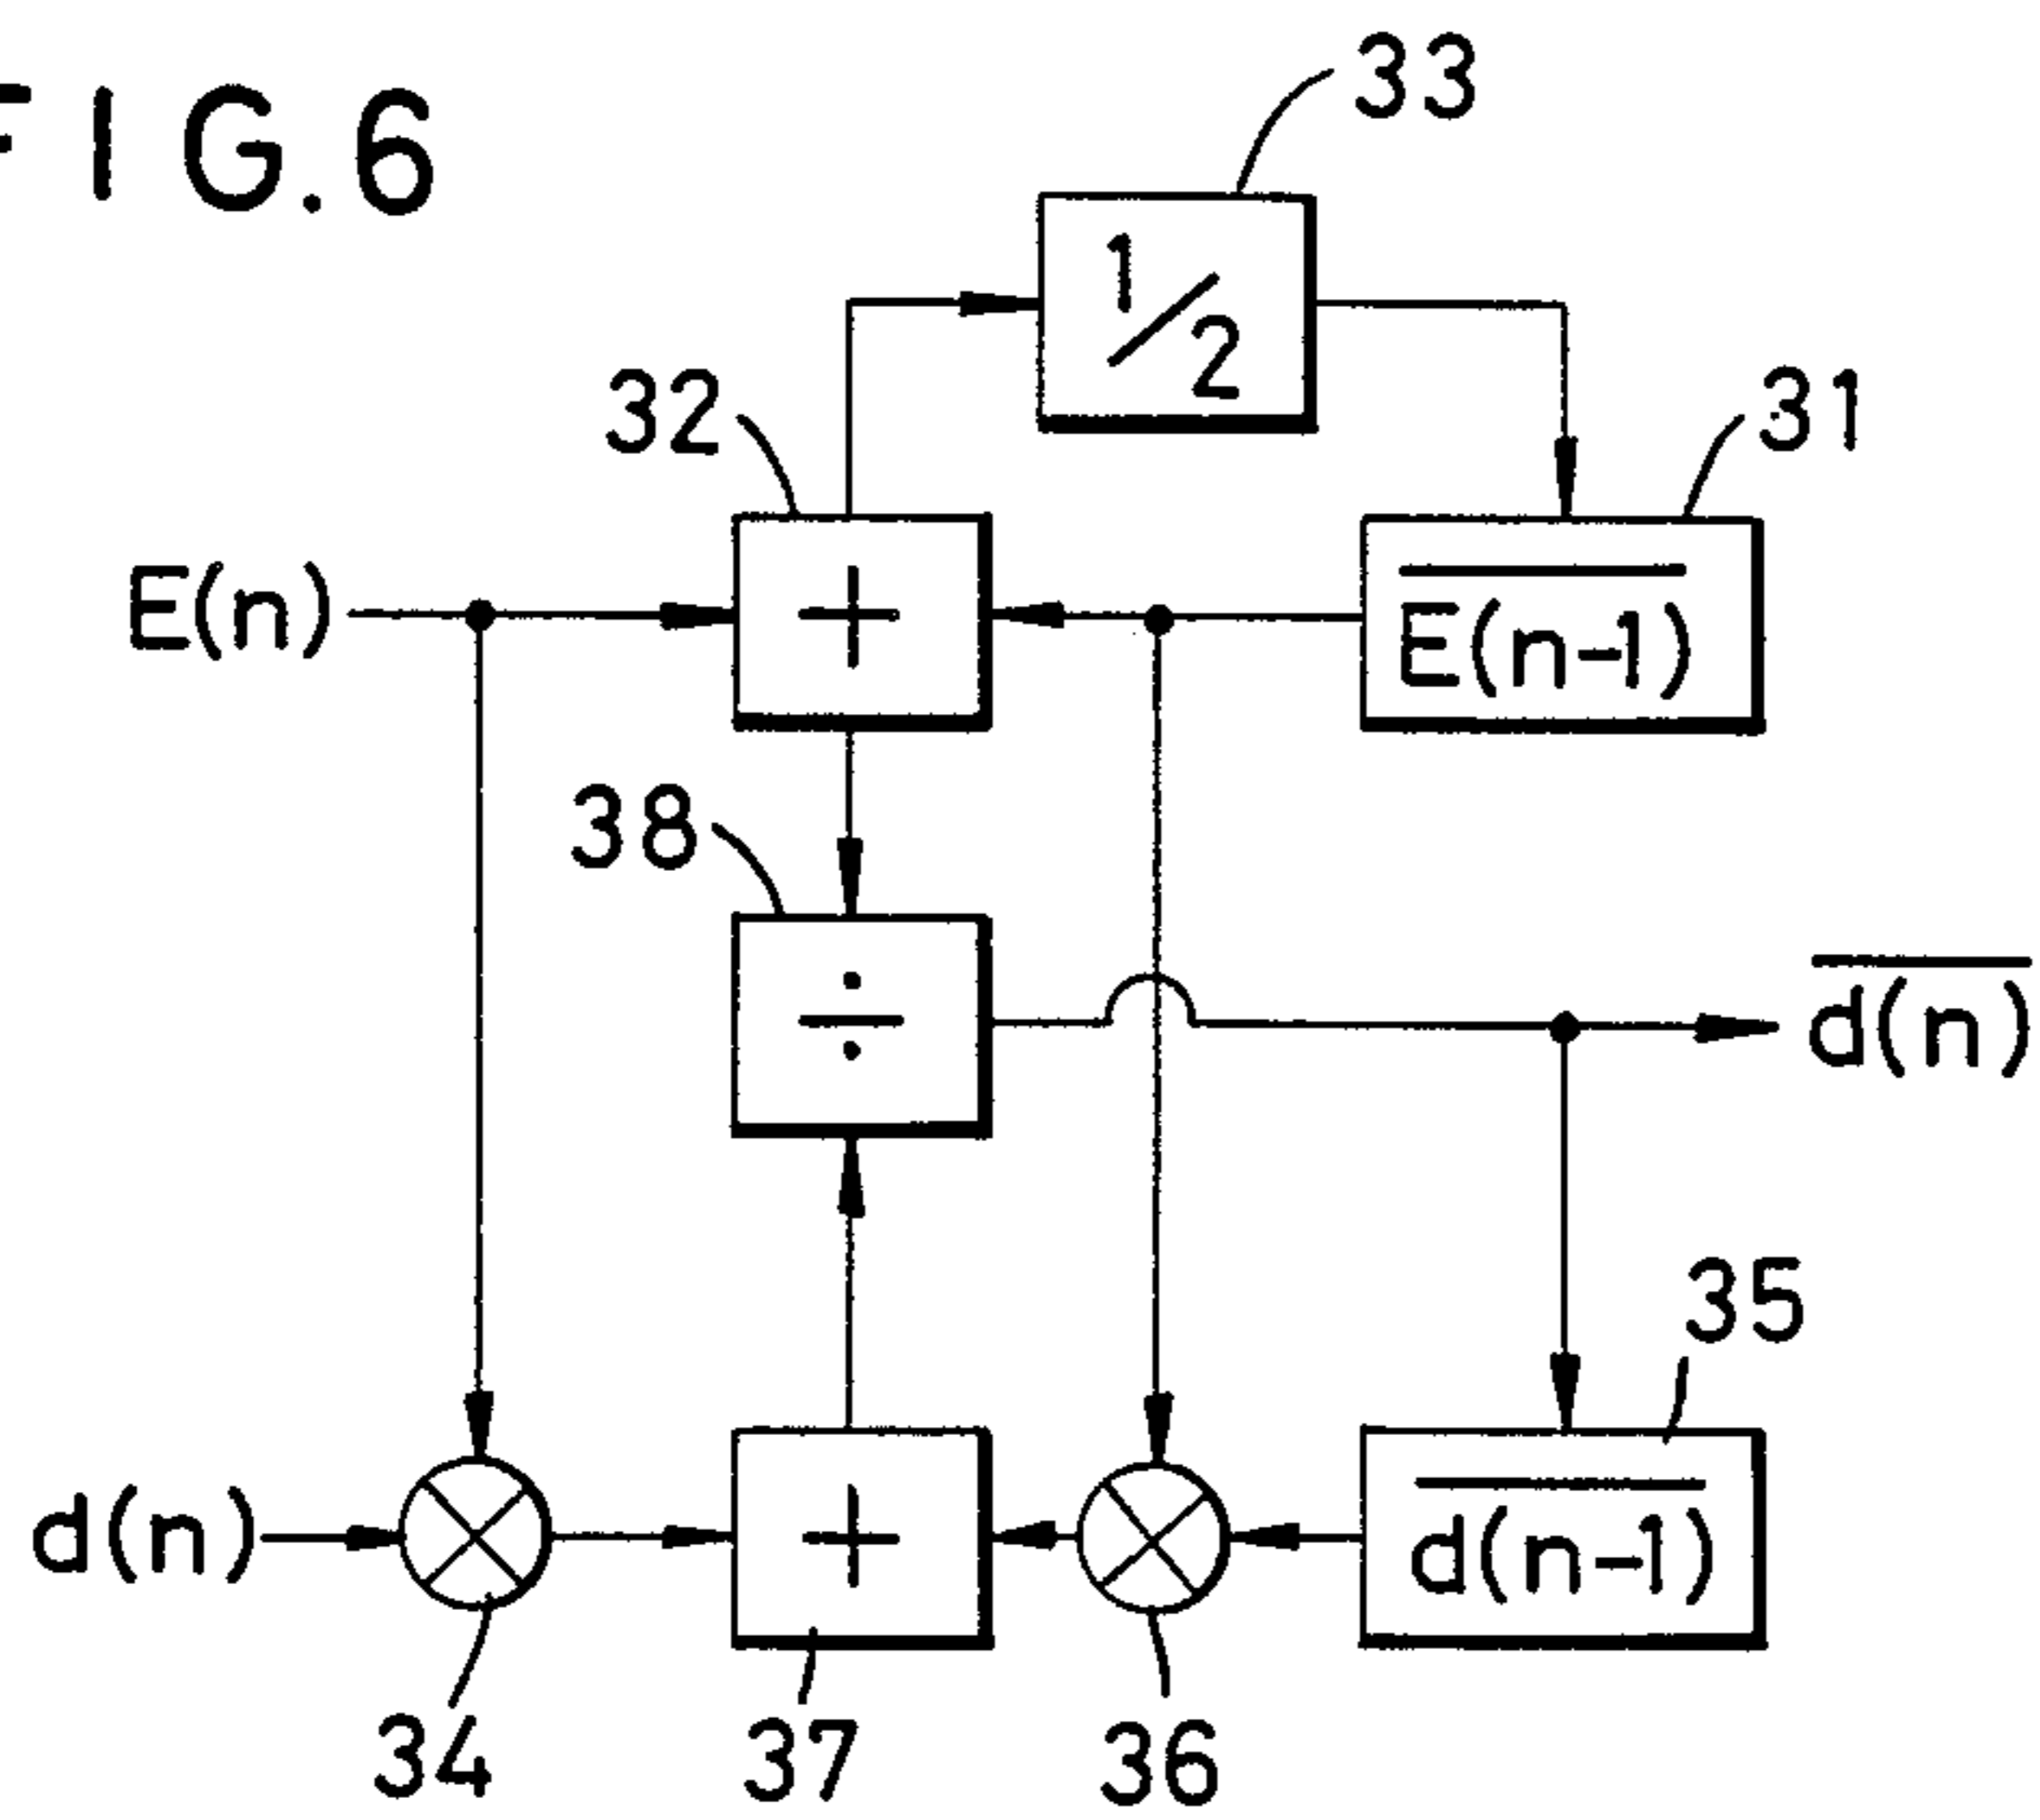 FIG.6
33
1/2
32
31
E(n)
+
E̅(̅n̅-̅1̅)̅
38
÷
d̅(̅n̅)̅
35
d(n)
+
d̅(̅n̅-̅1̅)̅
34
37
36